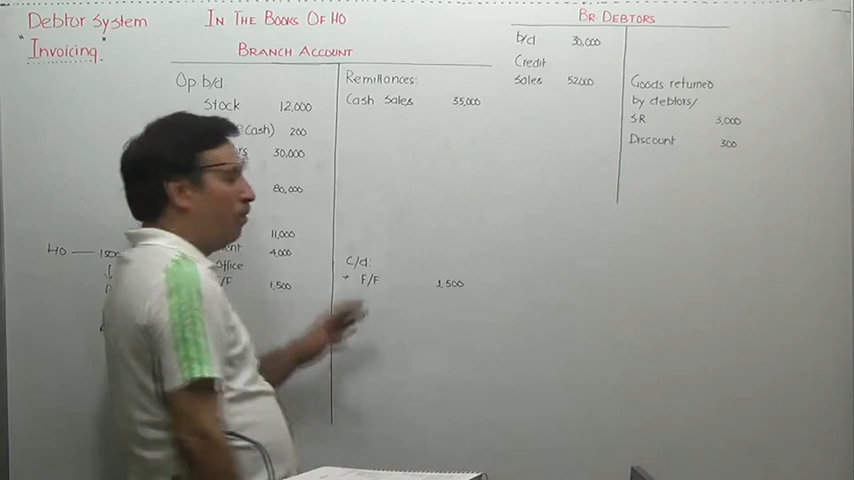 Debtor System
"Invoicing"
In The Books Of HO
Branch Account
Op b/d:
Stock 12,000
Cash) 200
rs 30,000
80,000
11,000
4,000
office
F/F 1,500
HO — 1500
Remittances:
Cash Sales 35,000
C/d:
F/F 1,500
Br Debtors
b/d 30,000
Credit
Sales 52,000
Goods returned
by debtors/
SR 3,000
Discount 300